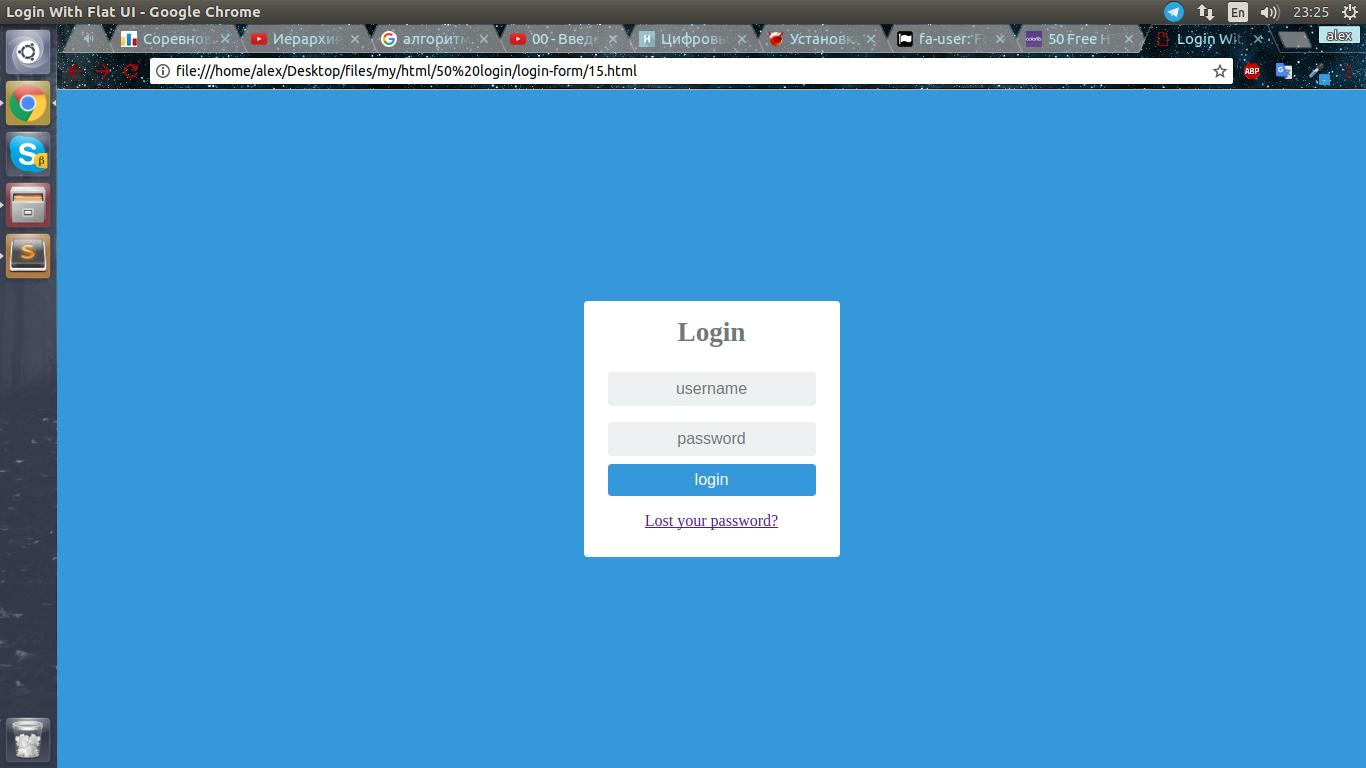 Login With Flat UI - Google Chrome
En
23:25
Иерархи
алгоритм
00 - Введ
Цифровы
Установк
fa-user:
50 Free H
Login Wit
alex
file:///home/alex/Desktop/files/my/html/50%20login/login-form/15.html
ABP
Login
username
password
login
Lost your password?